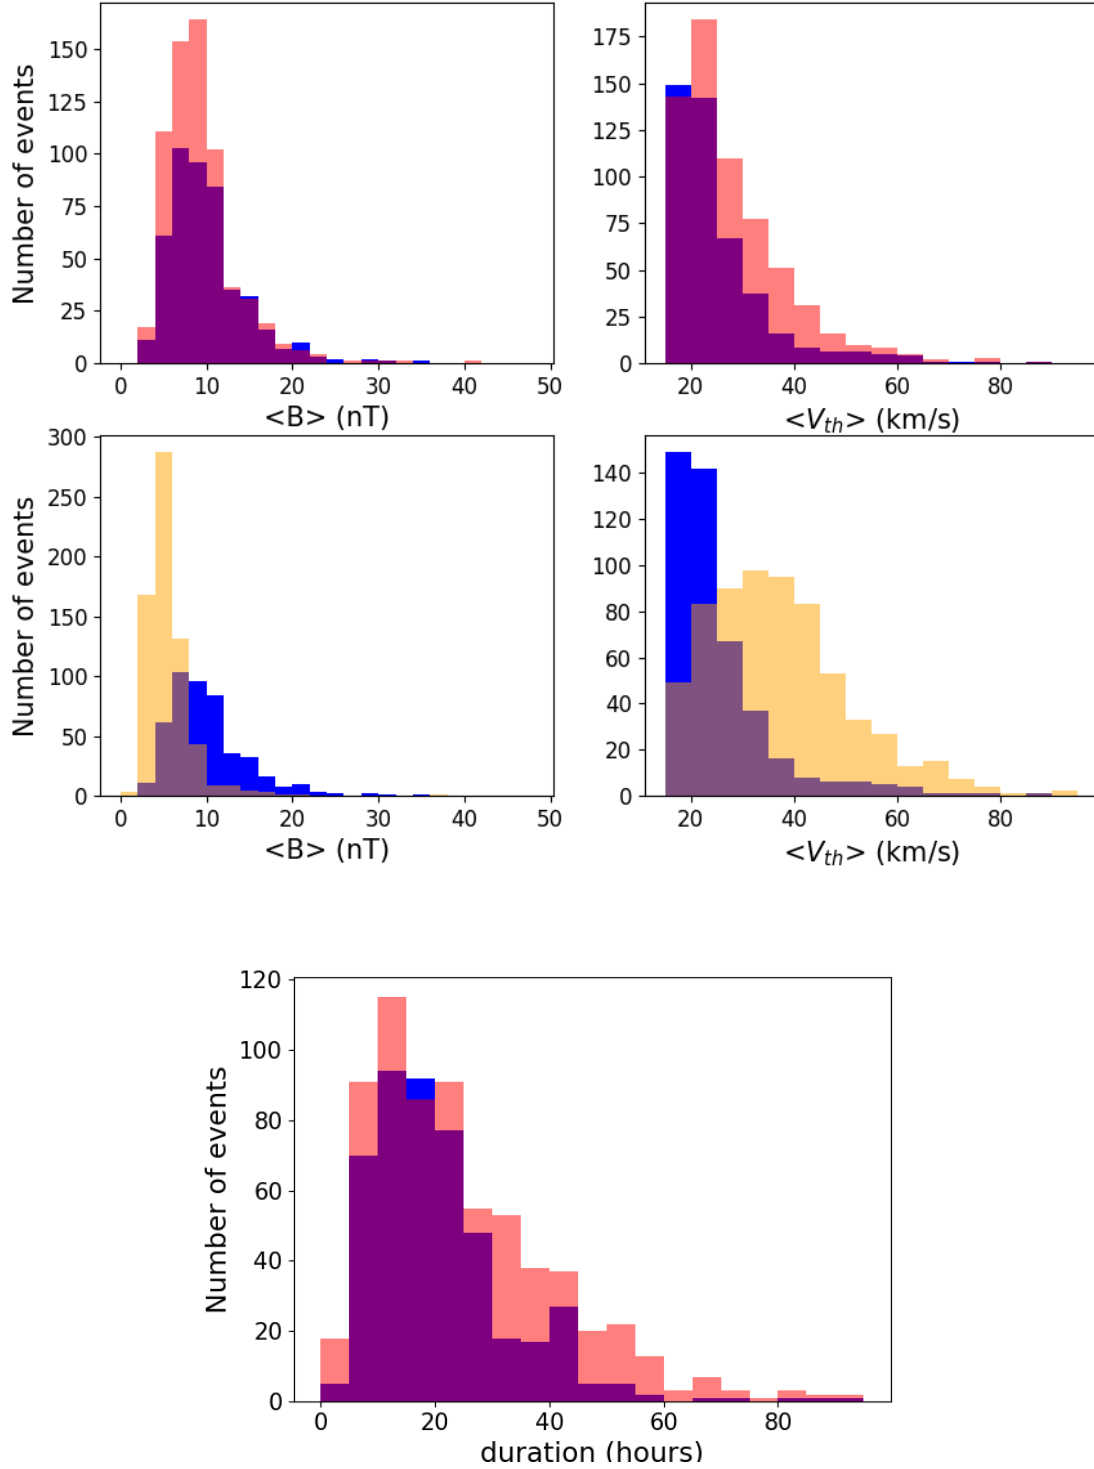 Number of events
150
125
100
75
50
25
0
0 10 20 30 40 50
<B> (nT)
175
150
125
100
75
50
25
0
20 40 60 80
<V_th> (km/s)
Number of events
300
250
200
150
100
50
0
0 10 20 30 40 50
<B> (nT)
140
120
100
80
60
40
20
0
20 40 60 80
<V_th> (km/s)
Number of events
120
100
80
60
40
20
0
0 20 40 60 80
duration (hours)